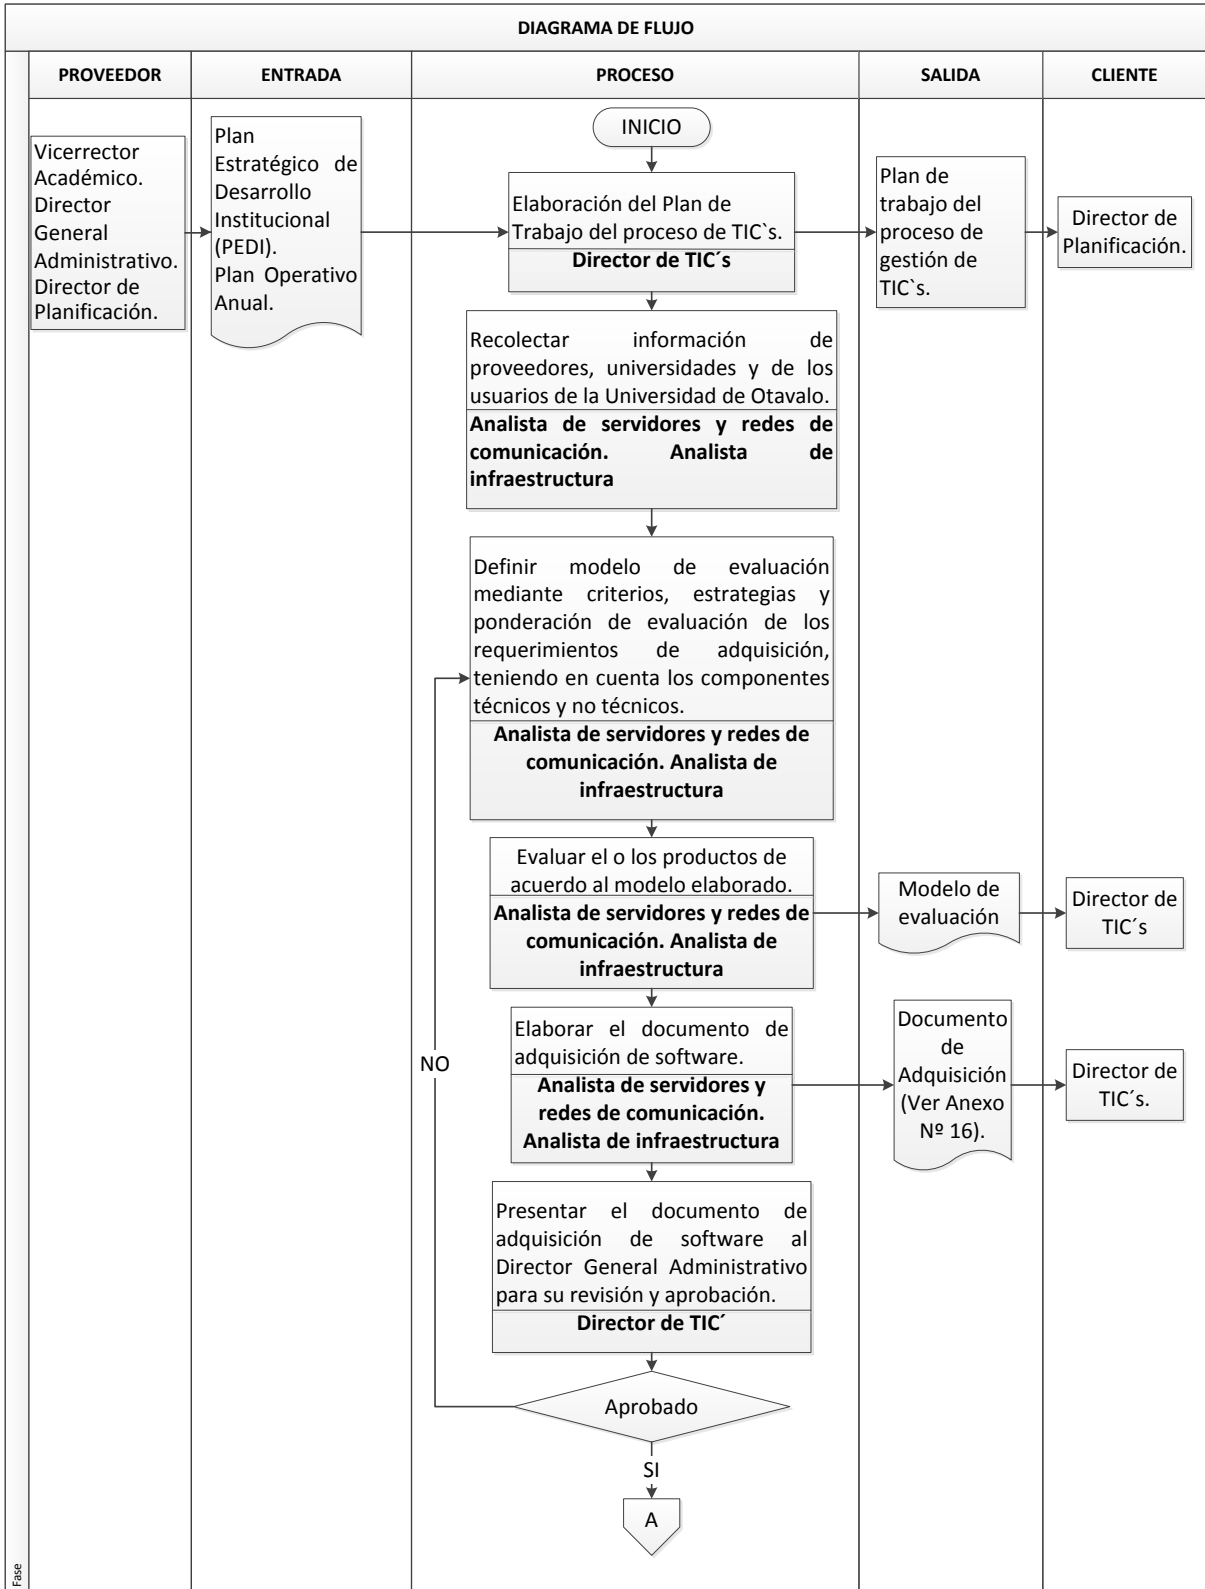 DIAGRAMA DE FLUJO
PROVEEDOR
ENTRADA
PROCESO
SALIDA
CLIENTE
Vicerrector
Académico.
Director
General
Administrativo.
Director de
Planificación.
Plan
Estratégico de
Desarrollo
Institucional
(PEDI).
Plan Operativo
Anual.
INICIO
Elaboración del Plan de
Trabajo del proceso de TIC`s.
Director de TIC´s
Plan de
trabajo del
proceso de
gestión de
TIC`s.
Director de
Planificación.
Recolectar información de
proveedores, universidades y de los
usuarios de la Universidad de Otavalo.
Analista de servidores y redes de
comunicación. Analista de
infraestructura
Definir modelo de evaluación
mediante criterios, estrategias y
ponderación de evaluación de los
requerimientos de adquisición,
teniendo en cuenta los componentes
técnicos y no técnicos.
Analista de servidores y redes de
comunicación. Analista de
infraestructura
Evaluar el o los productos de
acuerdo al modelo elaborado.
Analista de servidores y redes de
comunicación. Analista de
infraestructura
Modelo de
evaluación
Director de
TIC´s
Elaborar el documento de
adquisición de software.
Analista de servidores y
redes de comunicación.
Analista de infraestructura
Documento
de
Adquisición
(Ver Anexo
Nº 16).
Director de
TIC´s.
NO
Presentar el documento de
adquisición de software al
Director General Administrativo
para su revisión y aprobación.
Director de TIC´
Aprobado
SI
A
Fase